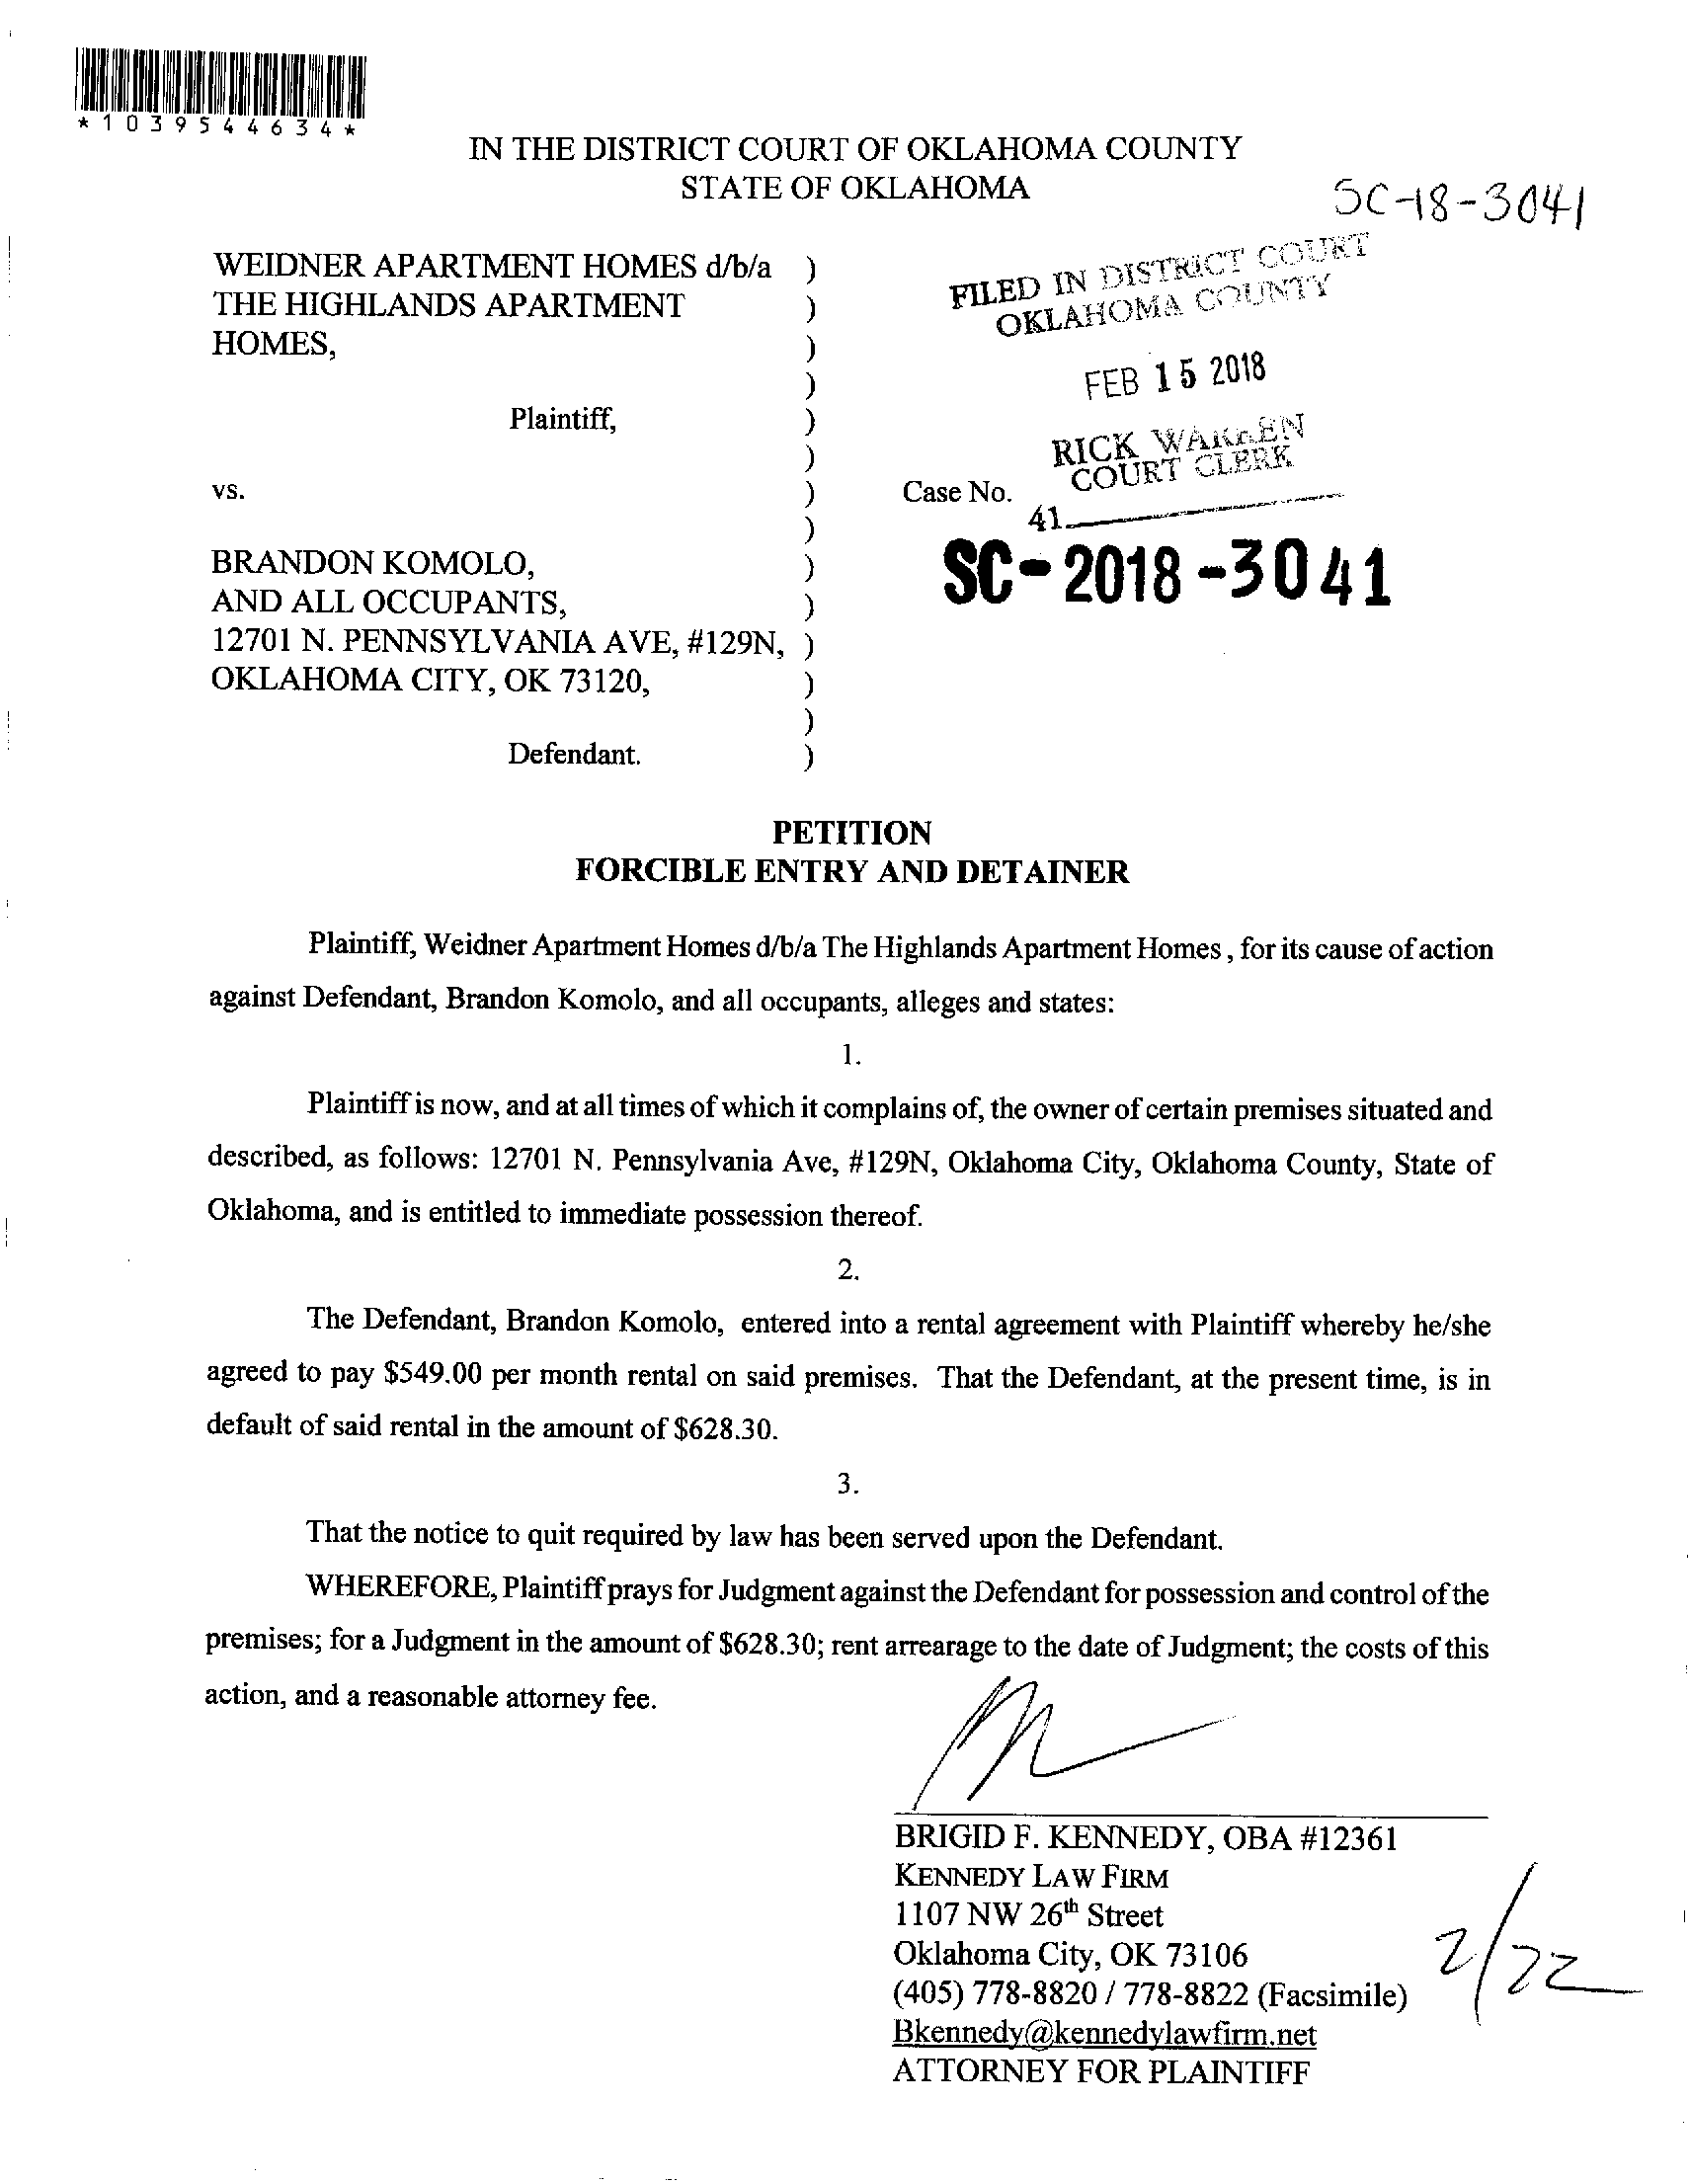 *1039544634*
IN THE DISTRICT COURT OF OKLAHOMA COUNTY
STATE OF OKLAHOMA
SC-18-3041
WEIDNER APARTMENT HOMES d/b/a )
THE HIGHLANDS APARTMENT )
HOMES, )
)
Plaintiff, )
)
vs. )
)
BRANDON KOMOLO, )
AND ALL OCCUPANTS, )
12701 N. PENNSYLVANIA AVE, #129N, )
OKLAHOMA CITY, OK 73120, )
)
Defendant. )
FILED IN DISTRICT COURT
OKLAHOMA COUNTY
FEB 15 2018
RICK WARREN
COURT CLERK
Case No.
41
SC-2018-3041
PETITION
FORCIBLE ENTRY AND DETAINER
Plaintiff, Weidner Apartment Homes d/b/a The Highlands Apartment Homes , for its cause of action
against Defendant, Brandon Komolo, and all occupants, alleges and states:
1.
Plaintiff is now, and at all times of which it complains of, the owner of certain premises situated and
described, as follows: 12701 N. Pennsylvania Ave, #129N, Oklahoma City, Oklahoma County, State of
Oklahoma, and is entitled to immediate possession thereof.
2.
The Defendant, Brandon Komolo, entered into a rental agreement with Plaintiff whereby he/she
agreed to pay $549.00 per month rental on said premises. That the Defendant, at the present time, is in
default of said rental in the amount of $628.30.
3.
That the notice to quit required by law has been served upon the Defendant.
WHEREFORE, Plaintiff prays for Judgment against the Defendant for possession and control of the
premises; for a Judgment in the amount of $628.30; rent arrearage to the date of Judgment; the costs of this
action, and a reasonable attorney fee.
BRIGID F. KENNEDY, OBA #12361
KENNEDY LAW FIRM
1107 NW 26th Street
Oklahoma City, OK 73106
(405) 778-8820 / 778-8822 (Facsimile)
Bkennedy@kennedylawfirm.net
ATTORNEY FOR PLAINTIFF
2/22